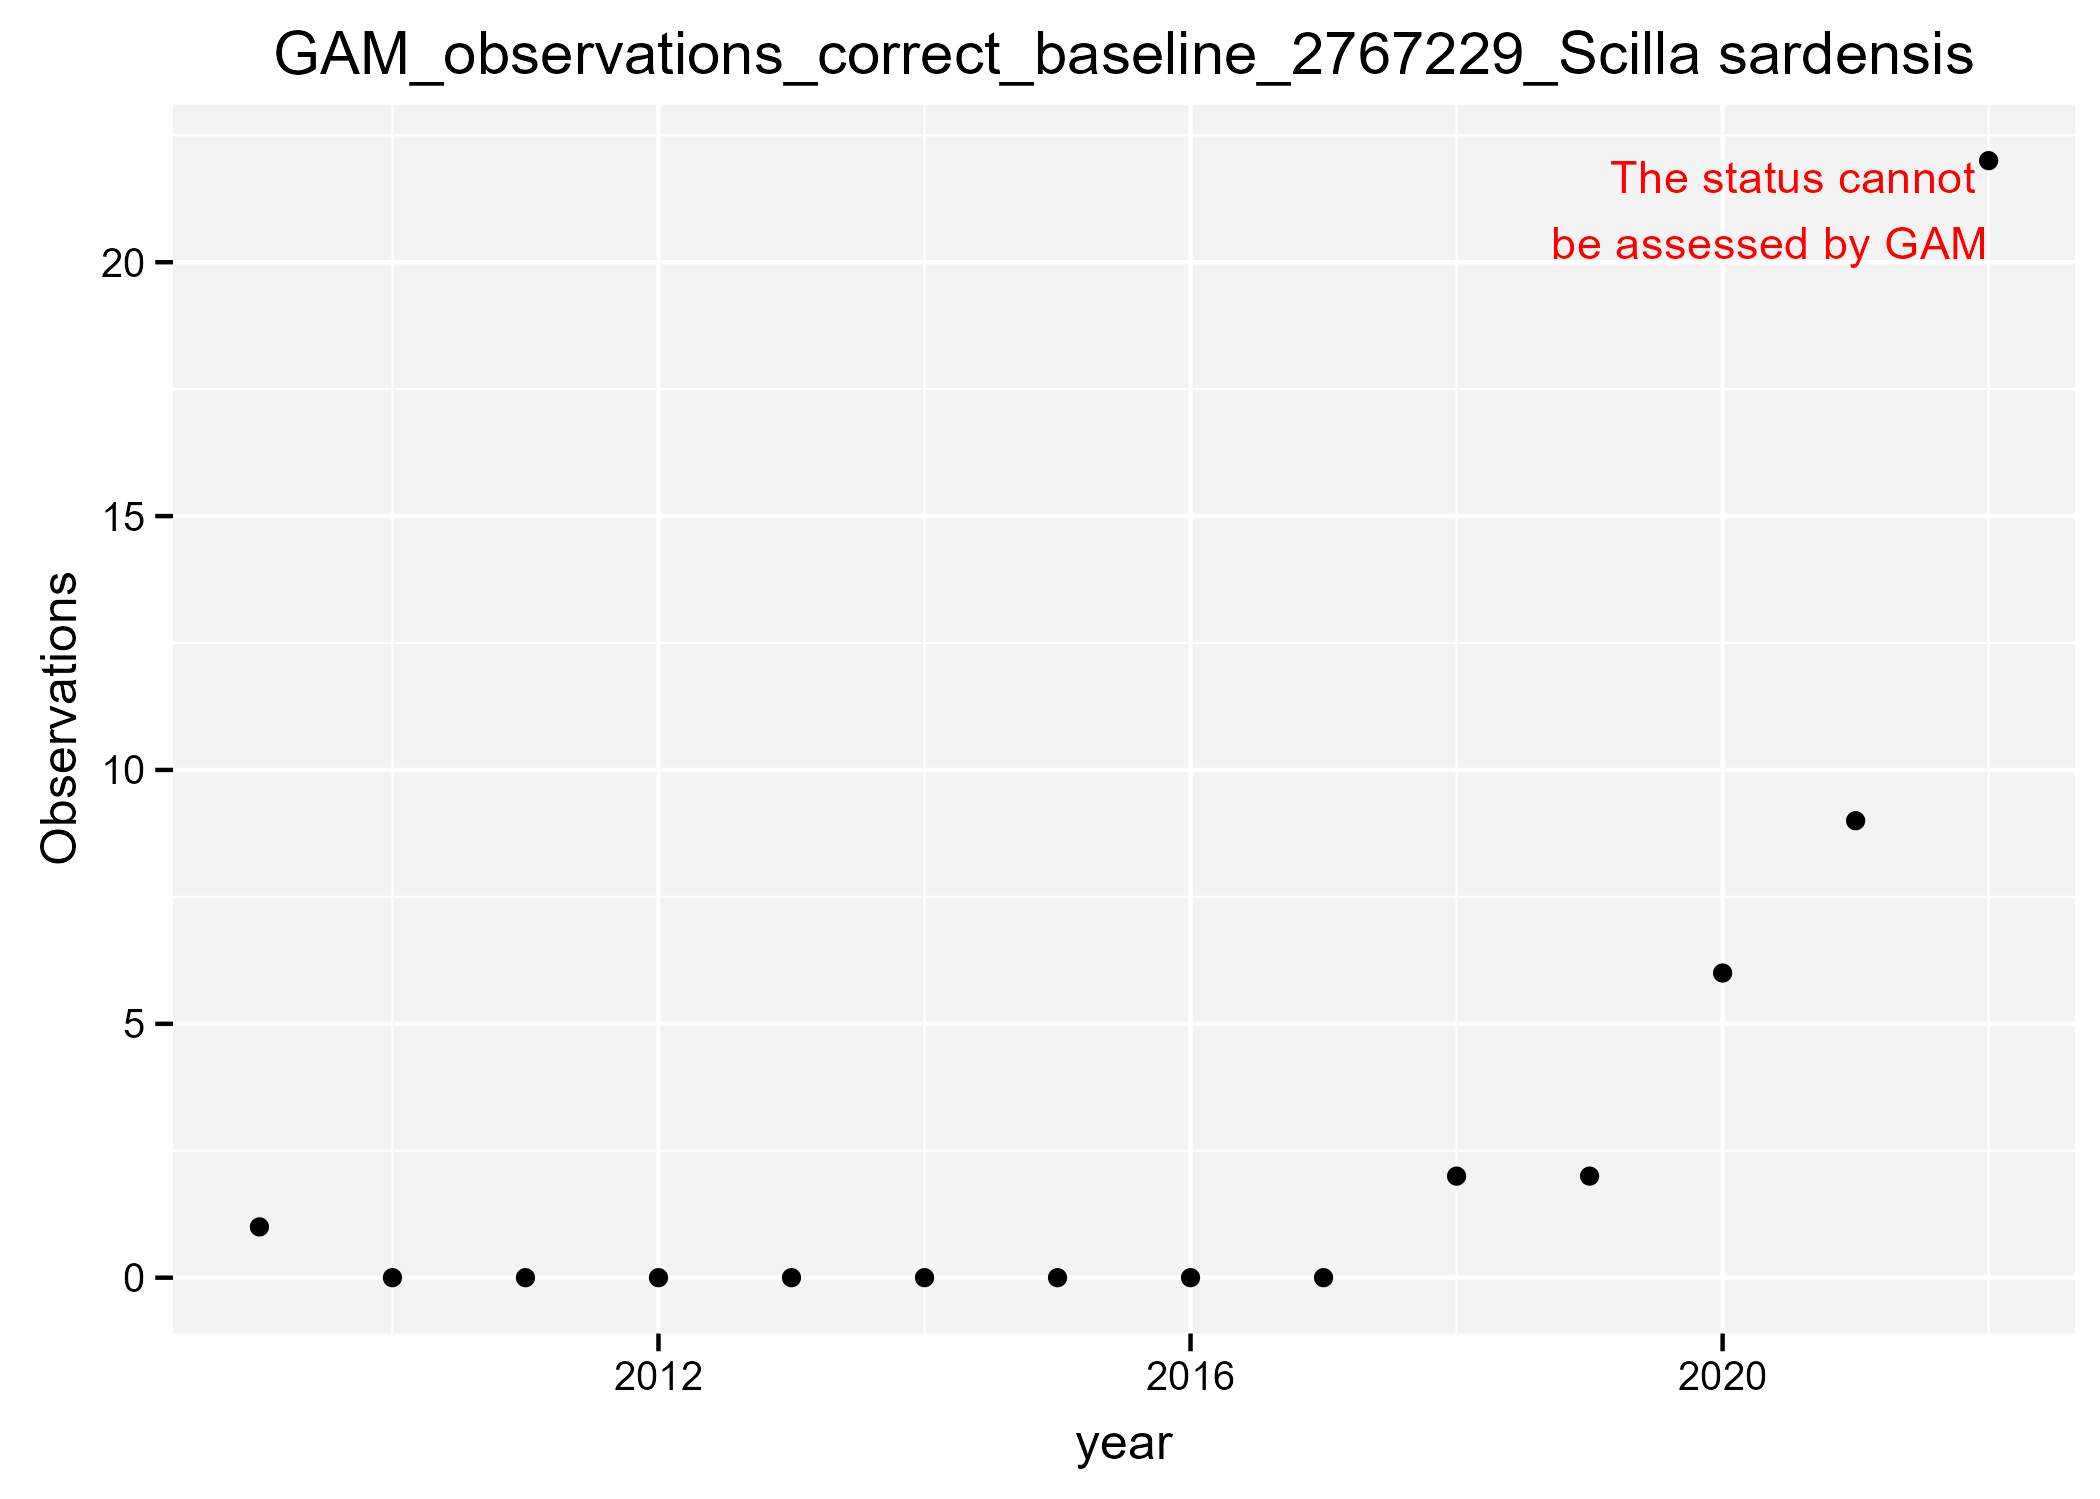 GAM_observations_correct_baseline_2767229_Scilla sardensis
The status cannot
be assessed by GAM
20
15
10
5
0
Observations
2012
2016
2020
year